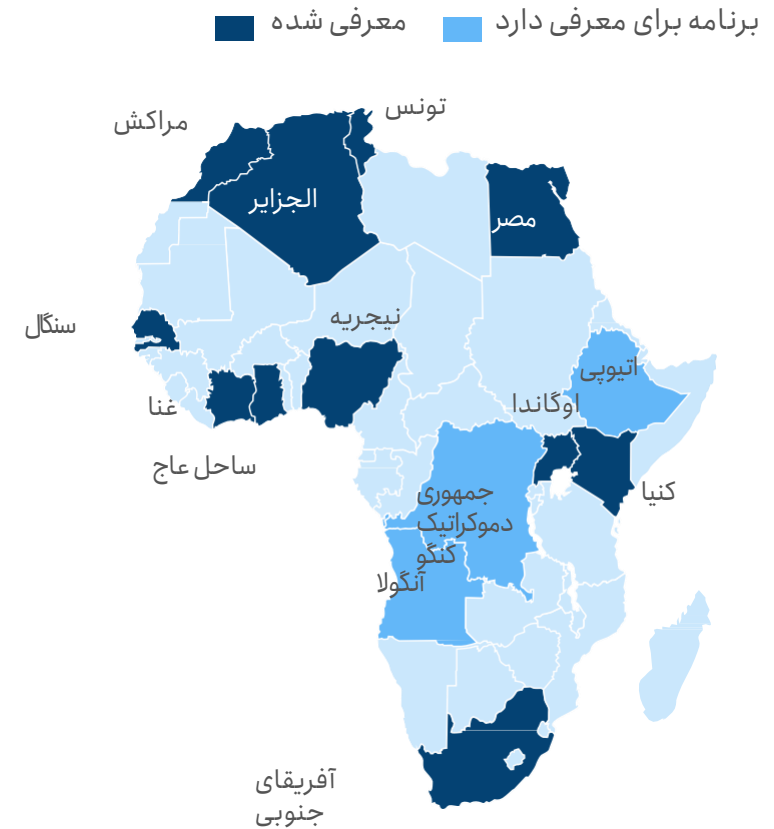 برنامه برای معرفی دارد
معرفی شده
تونس
مراکش
الجزایر
مصر
سنگال
نیجریه
اتیوپی
اوگاندا
غنا
ساحل عاج
کنیا
جمهوری
دموکراتیک
کنگو
آنگولا
آفریقای
جنوبی